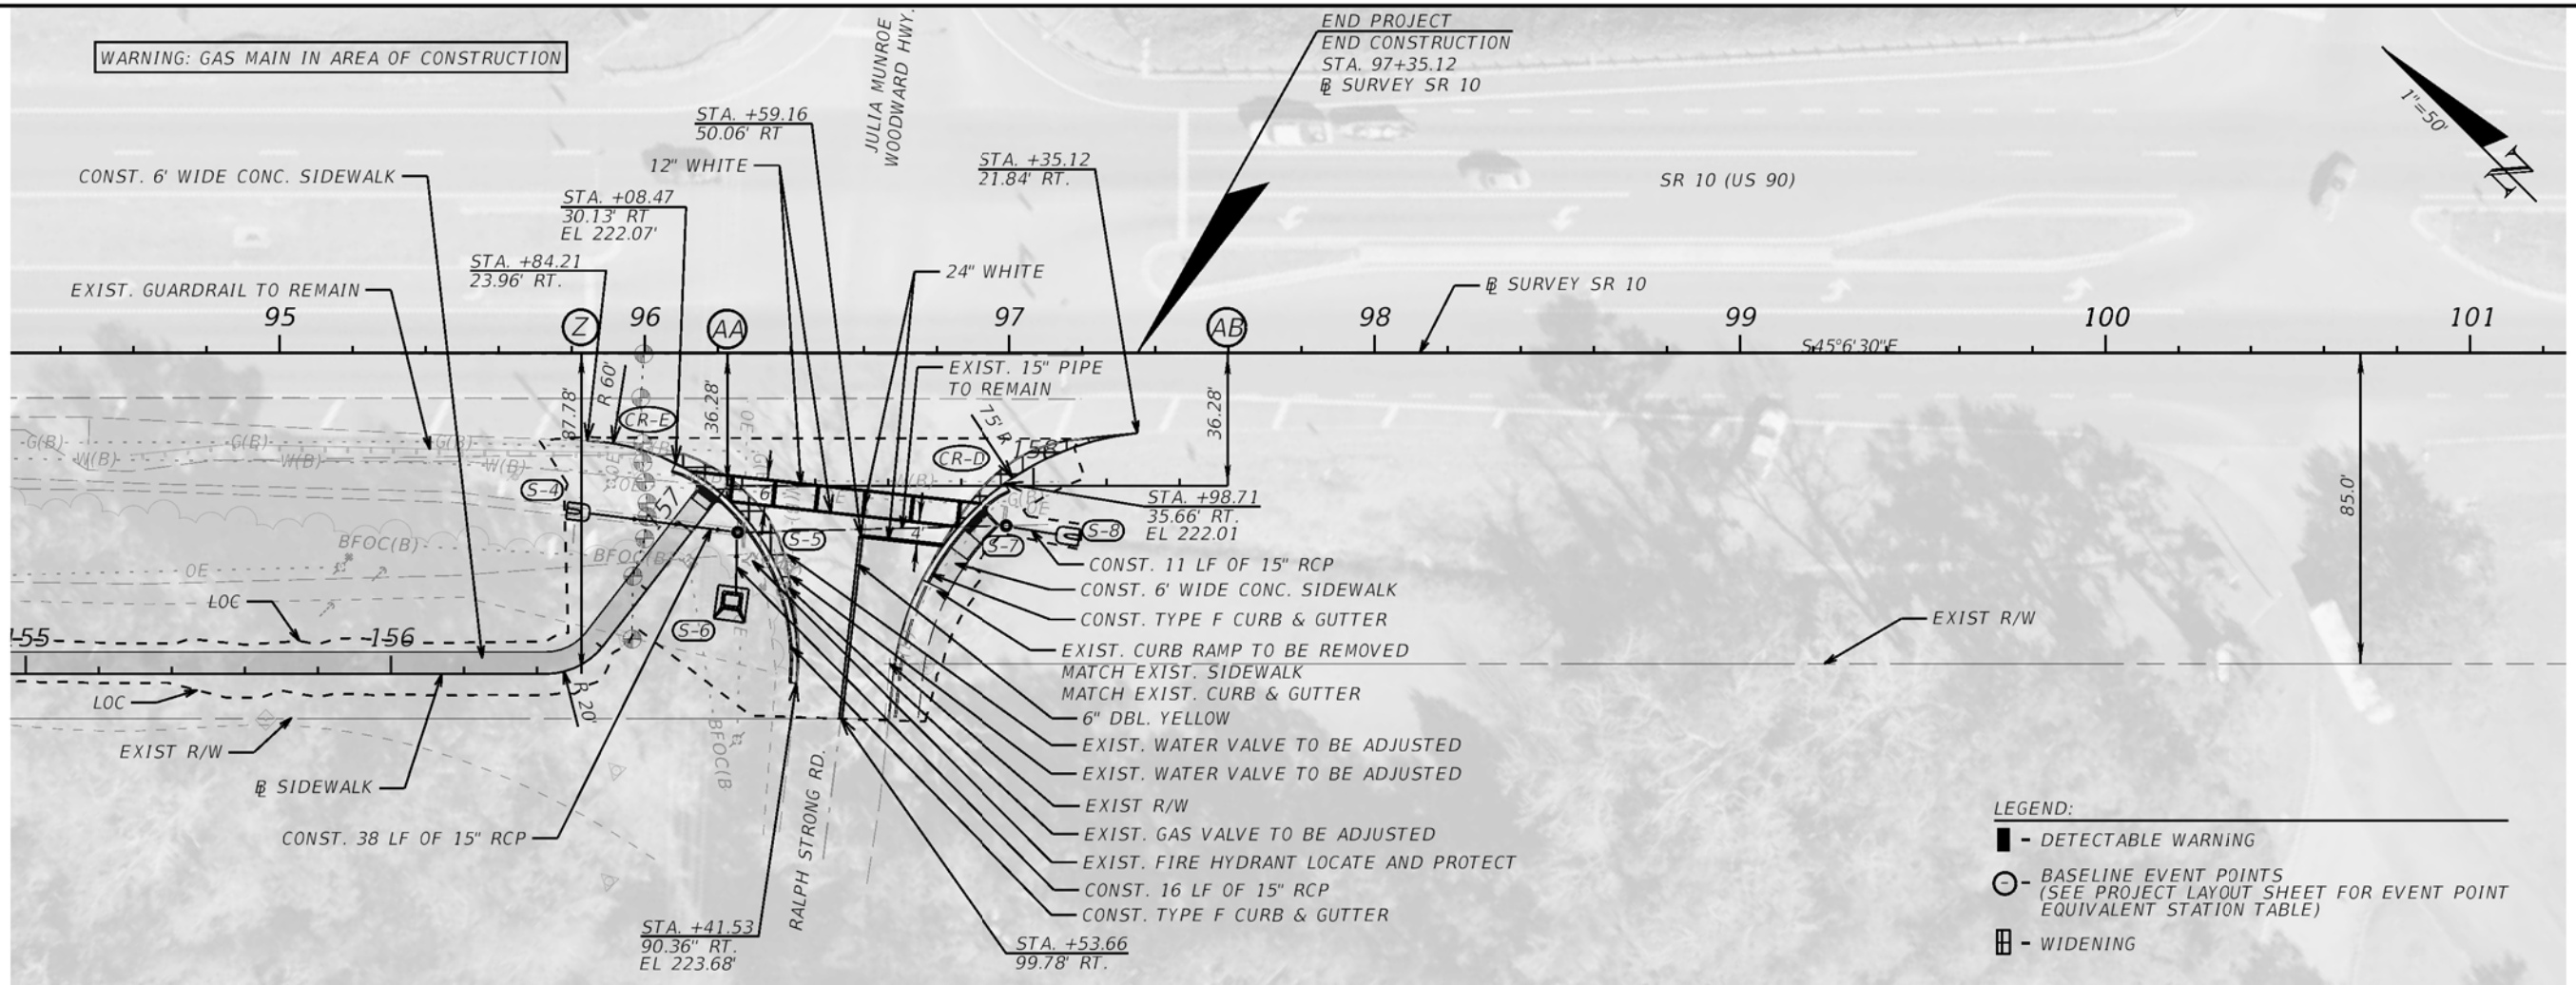 WARNING: GAS MAIN IN AREA OF CONSTRUCTION
JULIA MUNROE
WOODWARD HWY.
END PROJECT
END CONSTRUCTION
STA. 97+35.12
BL SURVEY SR 10
1"=50'
N
STA. +59.16
50.06' RT
12" WHITE
CONST. 6' WIDE CONC. SIDEWALK
STA. +08.47
30.13' RT
EL 222.07'
STA. +35.12
21.84' RT.
SR 10 (US 90)
STA. +84.21
23.96' RT.
24" WHITE
EXIST. GUARDRAIL TO REMAIN
BL SURVEY SR 10
95
Z
96
AA
97
AB
98
99
100
101
S45°6'30"E
EXIST. 15" PIPE
TO REMAIN
87.78'
R 60'
CR-E
36.28'
OE
75' R
CR-D
158
36.28'
85.0'
G(B)
G(B)
G(B)
W(B)
W(B)
W(B)
S-4
157
6'
4'
STA. +98.71
35.66' RT.
EL 222.01
S-5
S-7
S-8
BFOC(B)
BFOC(B)
OE
CONST. 11 LF OF 15" RCP
CONST. 6' WIDE CONC. SIDEWALK
LOC
S-6
CONST. TYPE F CURB & GUTTER
EXIST R/W
155
156
EXIST. CURB RAMP TO BE REMOVED
MATCH EXIST. SIDEWALK
MATCH EXIST. CURB & GUTTER
LOC
R 20'
BFOC(B
6" DBL. YELLOW
EXIST R/W
EXIST. WATER VALVE TO BE ADJUSTED
EXIST. WATER VALVE TO BE ADJUSTED
BL SIDEWALK
RALPH STRONG RD.
EXIST R/W
CONST. 38 LF OF 15" RCP
EXIST. GAS VALVE TO BE ADJUSTED
EXIST. FIRE HYDRANT LOCATE AND PROTECT
CONST. 16 LF OF 15" RCP
CONST. TYPE F CURB & GUTTER
STA. +41.53
90.36" RT.
EL 223.68'
STA. +53.66
99.78' RT.
LEGEND:
- DETECTABLE WARNING
- BASELINE EVENT POINTS
(SEE PROJECT LAYOUT SHEET FOR EVENT POINT
EQUIVALENT STATION TABLE)
- WIDENING